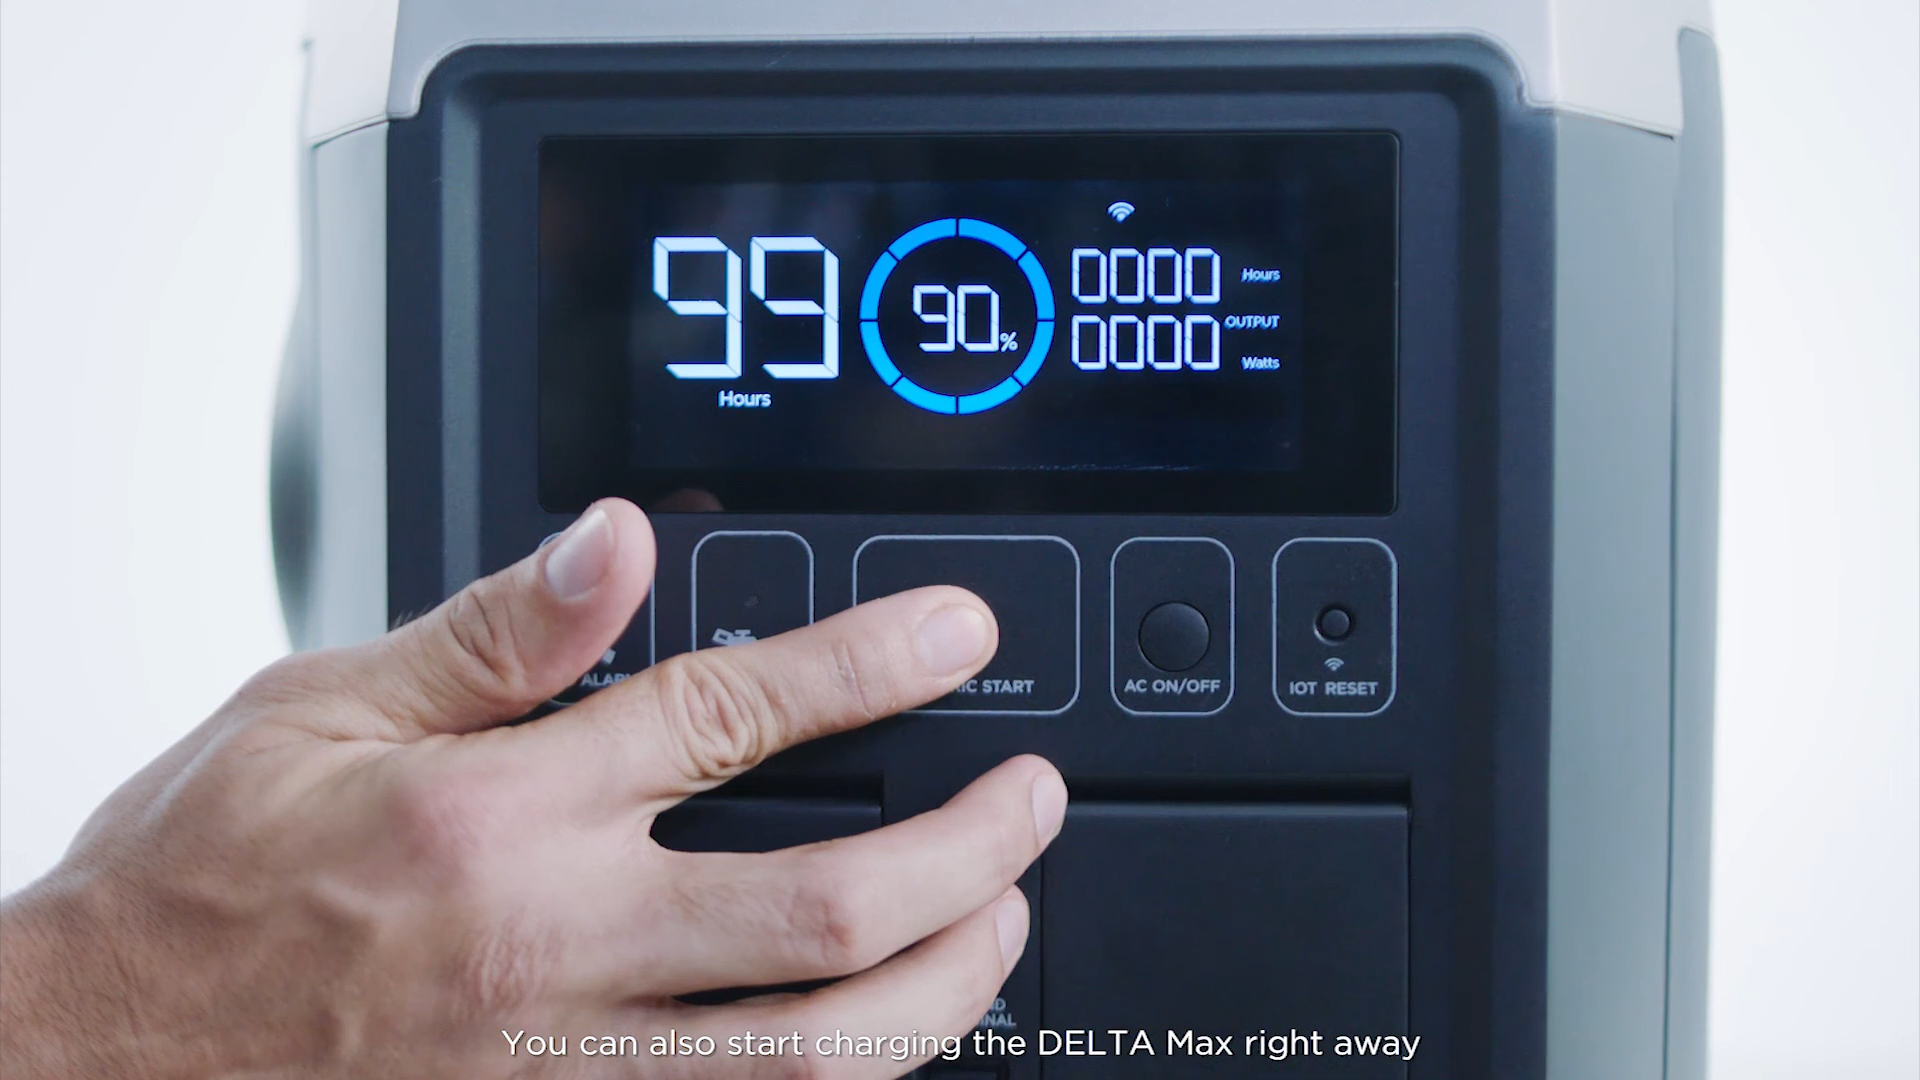 99
Hours
90%
0000 Hours
OUTPUT
0000 Watts
START
AC ON/OFF
IOT RESET
You can also start charging the DELTA Max right away